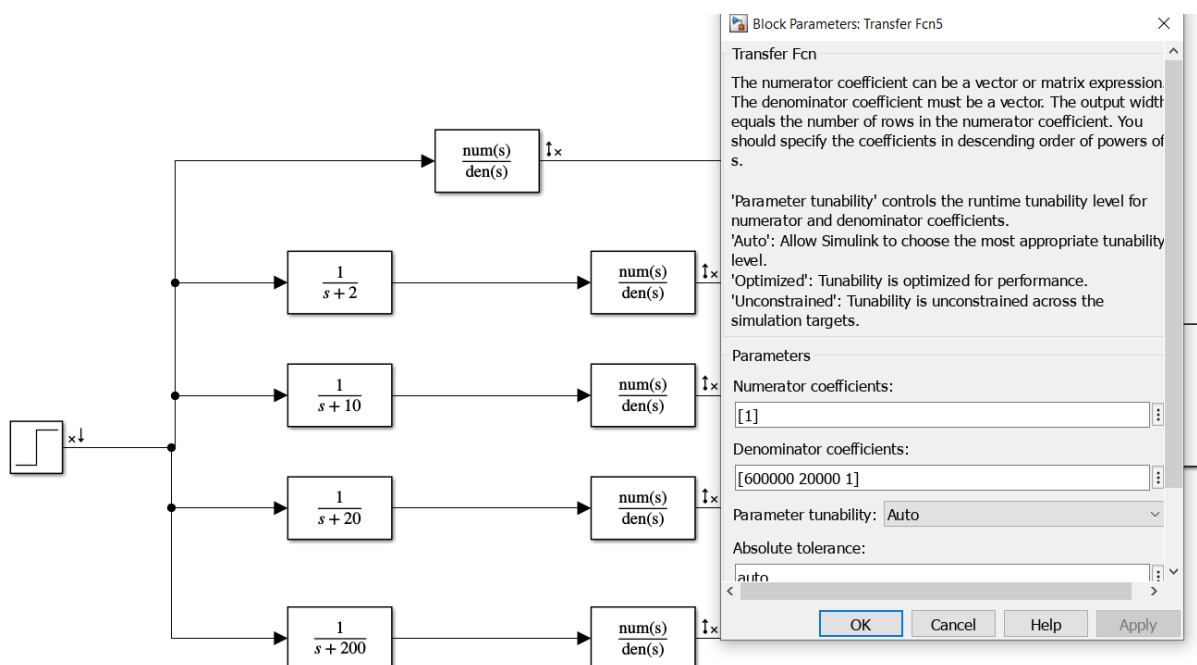 Block Parameters: Transfer Fcn5
Transfer Fcn
The numerator coefficient can be a vector or matrix expression.
The denominator coefficient must be a vector. The output width
equals the number of rows in the numerator coefficient. You
should specify the coefficients in descending order of powers of
s.
'Parameter tunability' controls the runtime tunability level for
numerator and denominator coefficients.
'Auto': Allow Simulink to choose the most appropriate tunability
level.
'Optimized': Tunability is optimized for performance.
'Unconstrained': Tunability is unconstrained across the
simulation targets.
Parameters
Numerator coefficients:
[1]
Denominator coefficients:
[600000 20000 1]
Parameter tunability: Auto
Absolute tolerance:
auto
OK Cancel Help Apply
num(s)
den(s)
1
s + 2
num(s)
den(s)
1
s + 10
num(s)
den(s)
1
s + 20
num(s)
den(s)
1
s + 200
num(s)
den(s)